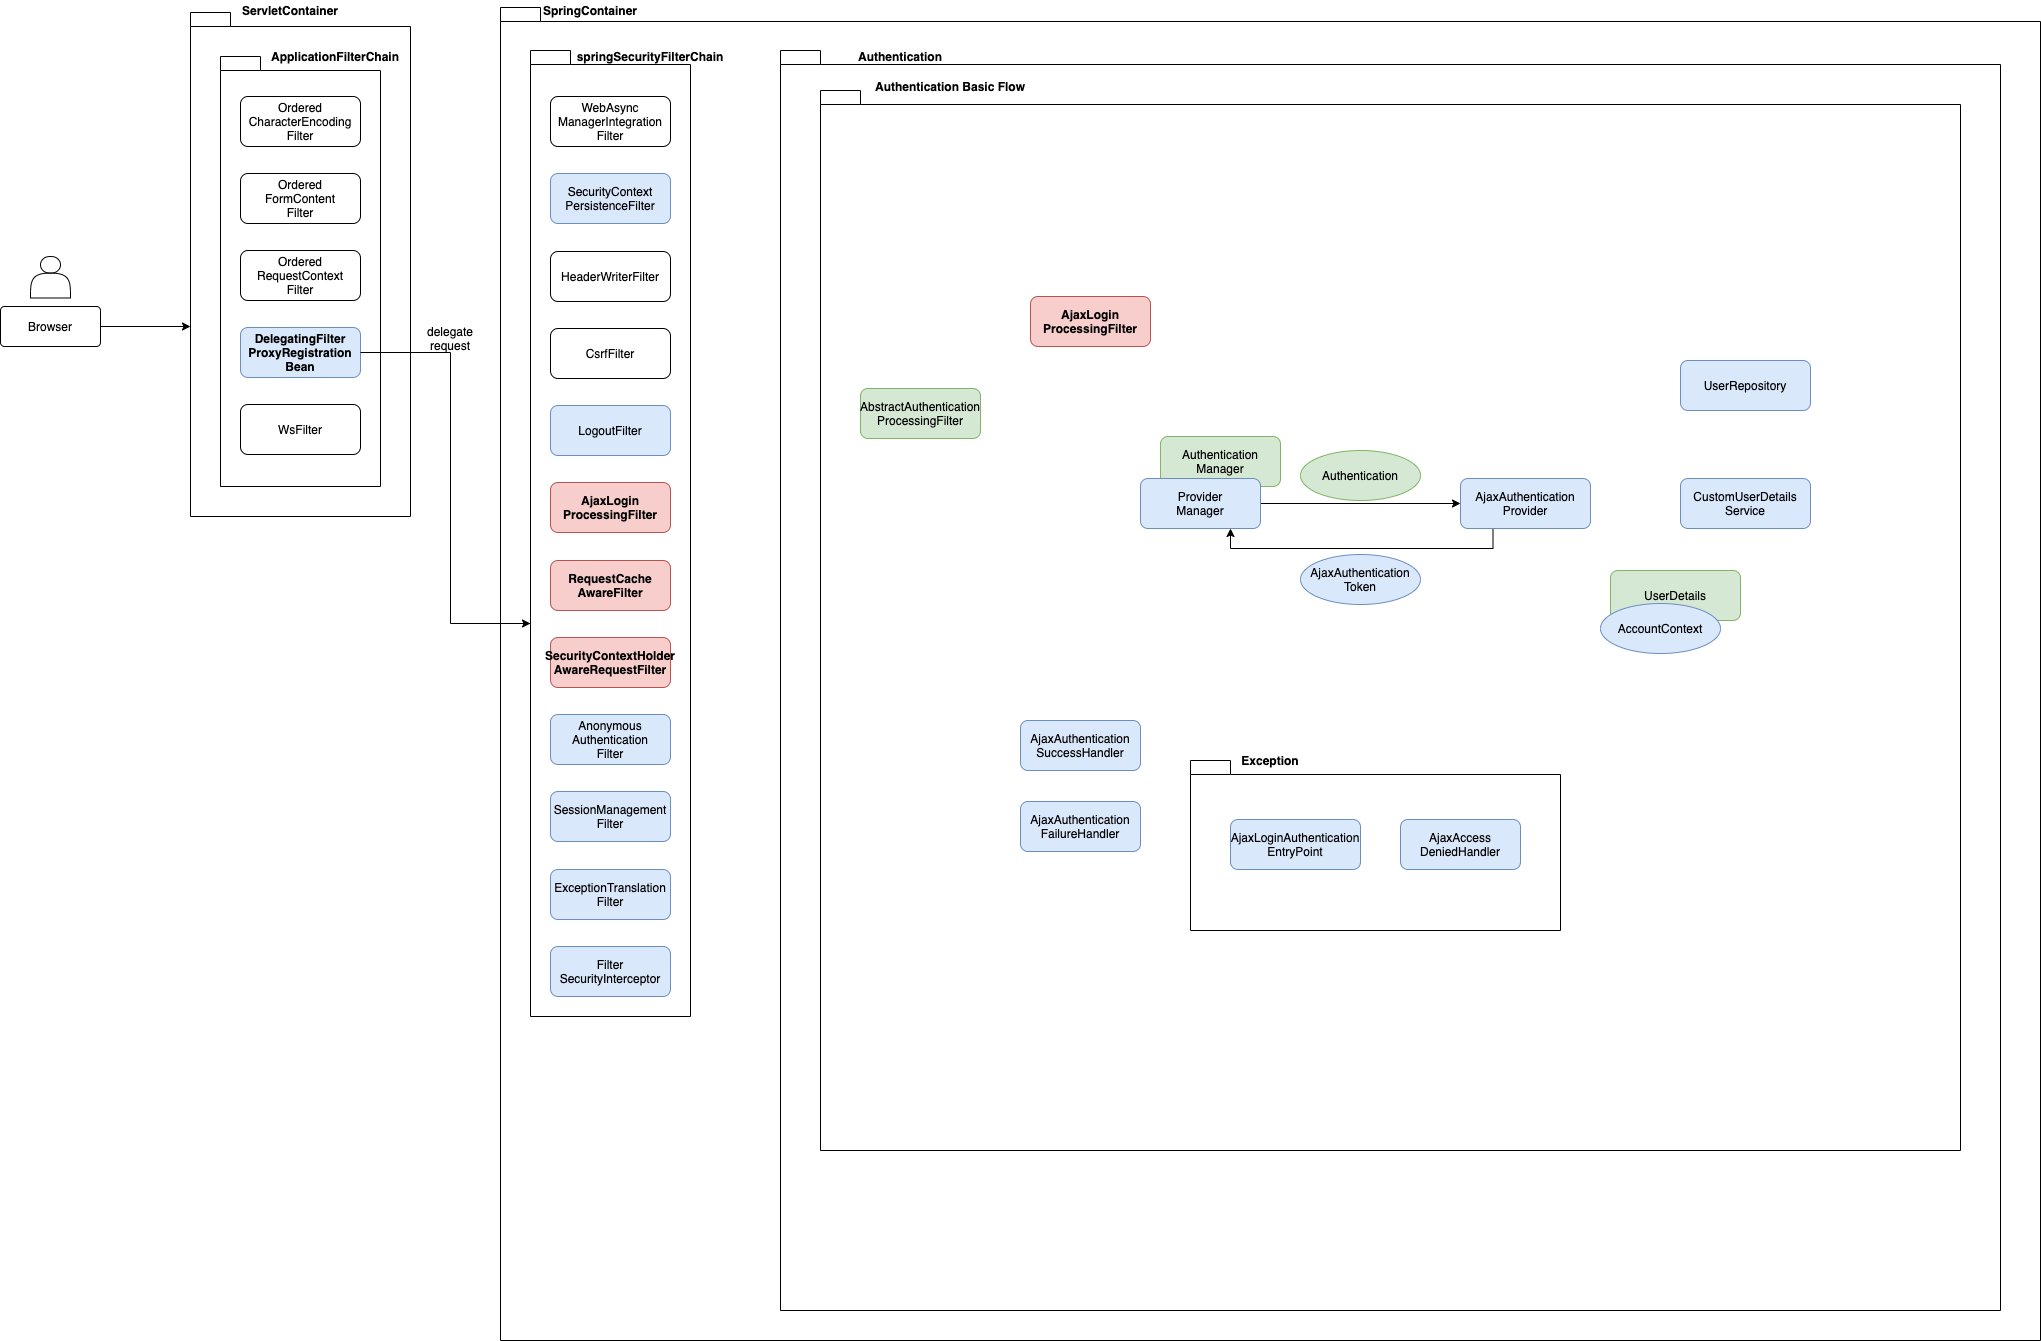 ServletContainer
ApplicationFilterChain
Ordered
CharacterEncoding
Filter
Ordered
FormContent
Filter
Ordered
RequestContext
Filter
Browser
DelegatingFilter
ProxyRegistration
Bean
WsFilter
delegate
request
SpringContainer
springSecurityFilterChain
WebAsync
ManagerIntegration
Filter
SecurityContext
PersistenceFilter
HeaderWriterFilter
CsrfFilter
LogoutFilter
AjaxLogin
ProcessingFilter
RequestCache
AwareFilter
SecurityContextHolder
AwareRequestFilter
Anonymous
Authentication
Filter
SessionManagement
Filter
ExceptionTranslation
Filter
Filter
SecurityInterceptor
Authentication
Authentication Basic Flow
AjaxLogin
ProcessingFilter
AbstractAuthentication
ProcessingFilter
Authentication
Manager
Provider
Manager
Authentication
AjaxAuthentication
Provider
AjaxAuthentication
Token
UserRepository
CustomUserDetails
Service
UserDetails
AccountContext
AjaxAuthentication
SuccessHandler
AjaxAuthentication
FailureHandler
Exception
AjaxLoginAuthentication
EntryPoint
AjaxAccess
DeniedHandler